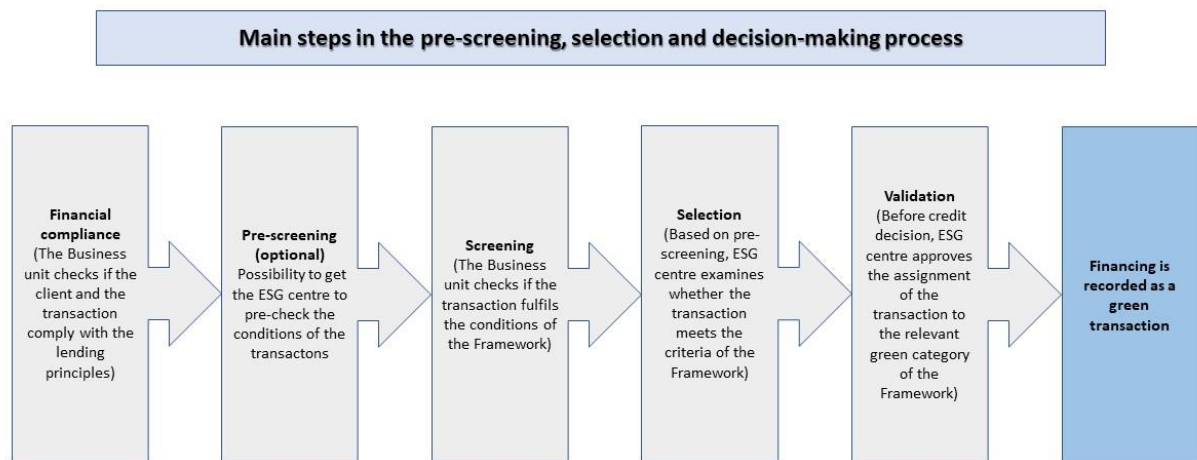 Main steps in the pre-screening, selection and decision-making process
Financial
compliance
(The Business
unit checks if the
client and the
transaction
comply with the
lending
principles)
Pre-screening
(optional)
Possibility to get
the ESG centre to
pre-check the
conditions of the
transactons
Screening
(The Business
unit checks if the
transaction fulfils
the conditions of
the Framework)
Selection
(Based on pre-
screening, ESG
centre examines
whether the
transaction
meets the
criteria of the
Framework)
Validation
(Before credit
decision, ESG
centre approves
the assignment
of the
transaction to
the relevant
green category
of the
Framework)
Financing is
recorded as a
green
transaction